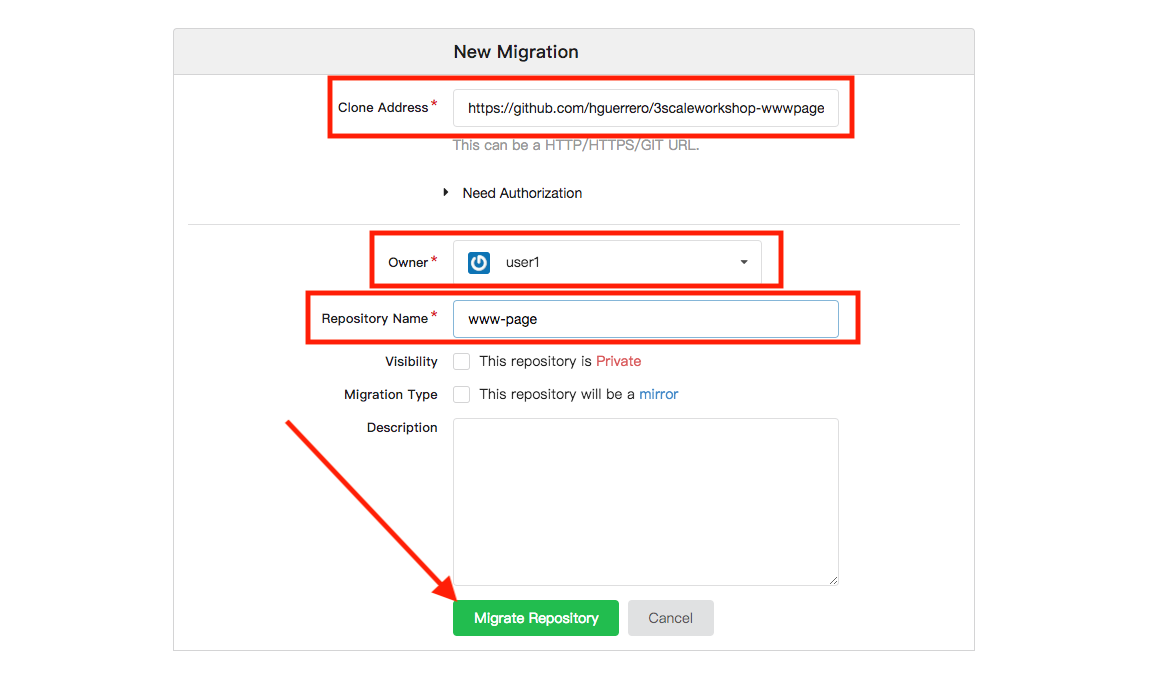 New Migration
Clone Address* https://github.com/hguerrero/3scaleworkshop-wwwpage
This can be a HTTP/HTTPS/GIT URL.
Need Authorization
Owner* user1
Repository Name* www-page
Visibility This repository is Private
Migration Type This repository will be a mirror
Description
Migrate Repository Cancel